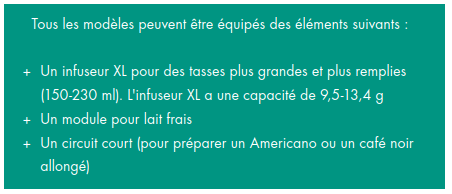 Tous les modèles peuvent être équipés des éléments suivants :
+ Un infuseur XL pour des tasses plus grandes et plus remplies
(150-230 ml). L'infuseur XL a une capacité de 9,5-13,4 g
+ Un module pour lait frais
+ Un circuit court (pour préparer un Americano ou un café noir
allongé)